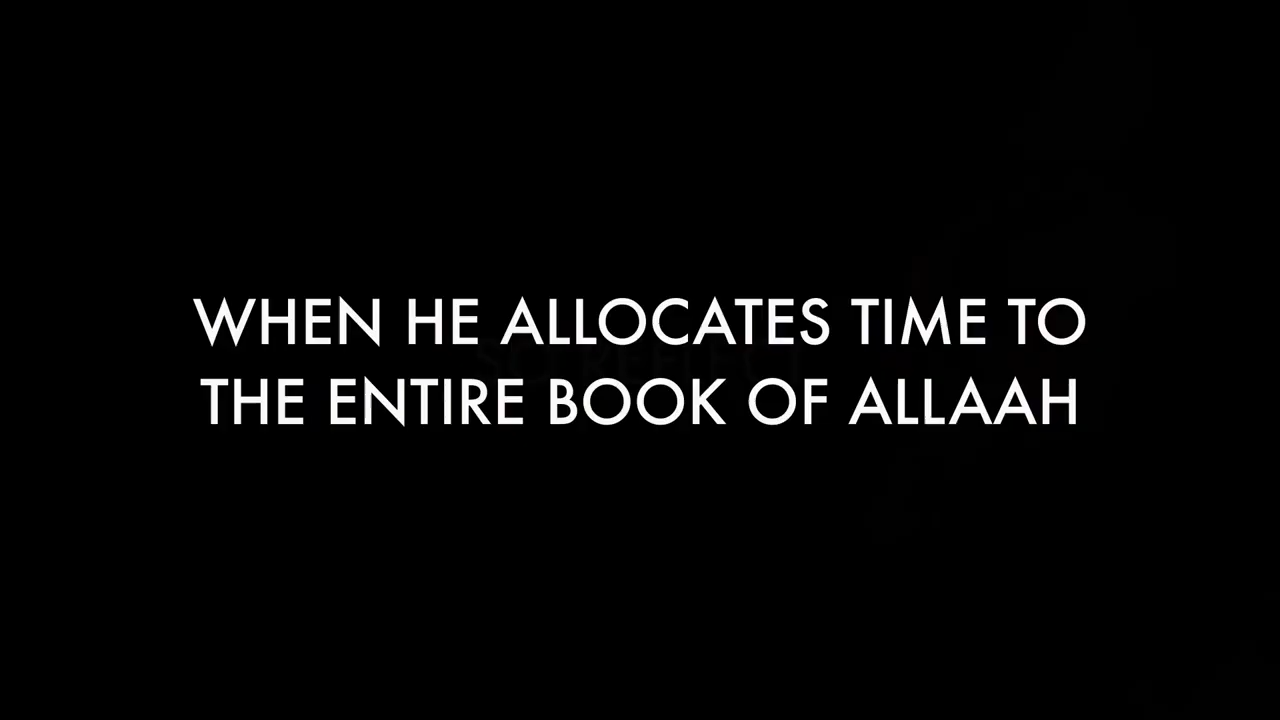 WHEN HE ALLOCATES TIME TO
THE ENTIRE BOOK OF ALLAAH